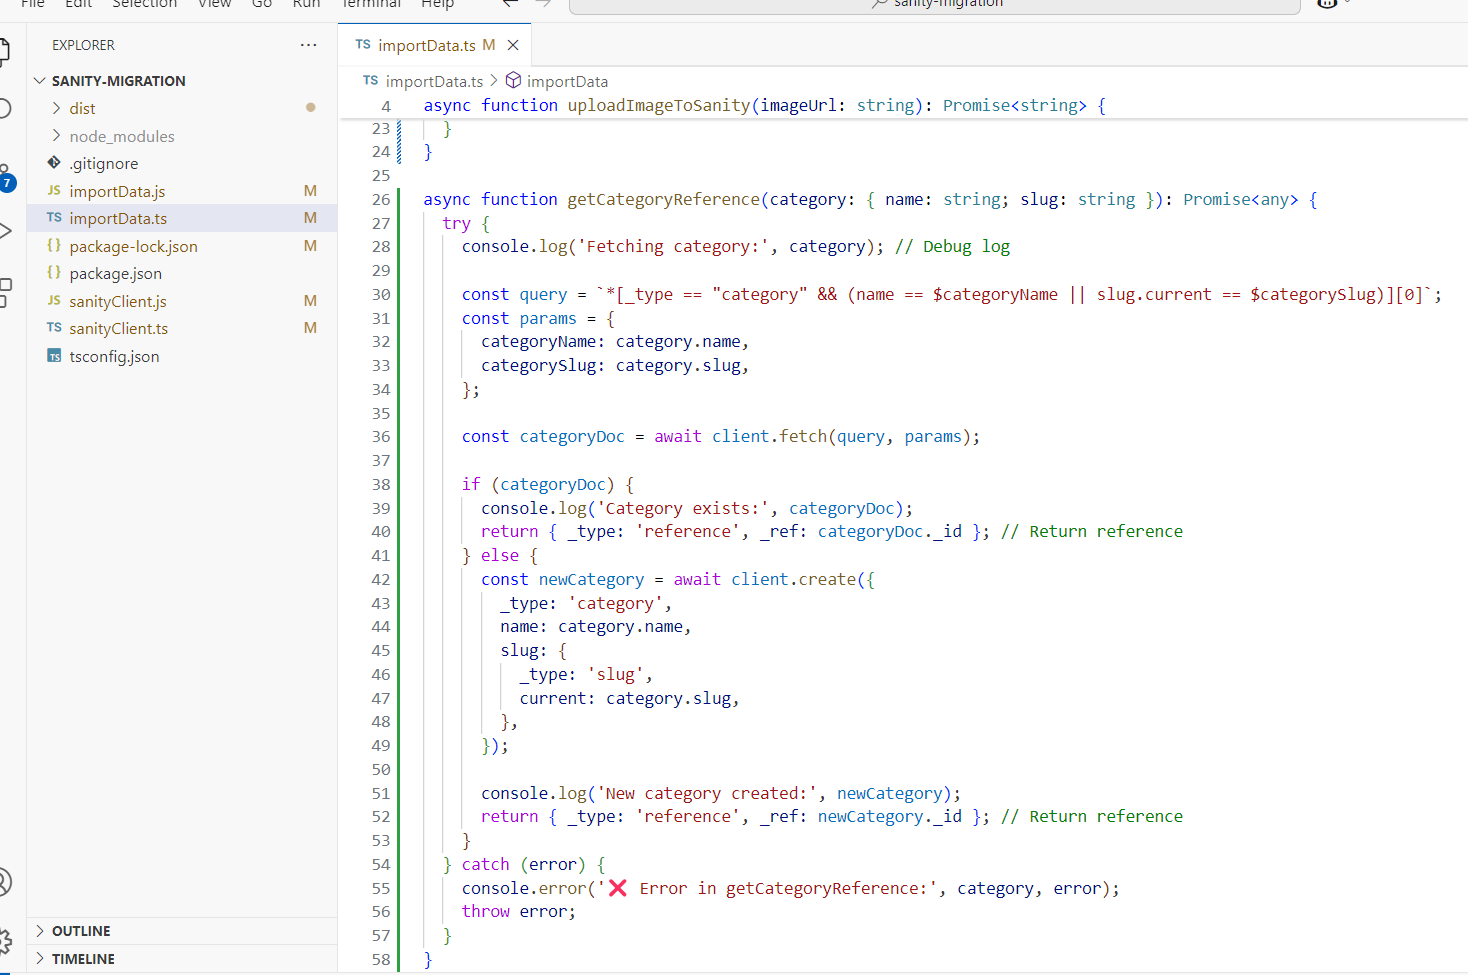 File Edit Selection View Go Run Terminal Help sanity-migration
EXPLORER
SANITY-MIGRATION
dist
node_modules
.gitignore
JS importData.js M
TS importData.ts M
{} package-lock.json M
{} package.json
JS sanityClient.js M
TS sanityClient.ts M
TS tsconfig.json
7
OUTLINE
TIMELINE
TS importData.ts M
TS importData.ts > importData
4 async function uploadImageToSanity(imageUrl: string): Promise<string> {
23 }
24 }
25
26 async function getCategoryReference(category: { name: string; slug: string }): Promise<any> {
27 try {
28 console.log('Fetching category:', category); // Debug log
29
30 const query = `*[_type == "category" && (name == $categoryName || slug.current == $categorySlug)][0]`;
31 const params = {
32 categoryName: category.name,
33 categorySlug: category.slug,
34 };
35
36 const categoryDoc = await client.fetch(query, params);
37
38 if (categoryDoc) {
39 console.log('Category exists:', categoryDoc);
40 return { _type: 'reference', _ref: categoryDoc._id }; // Return reference
41 } else {
42 const newCategory = await client.create({
43 _type: 'category',
44 name: category.name,
45 slug: {
46 _type: 'slug',
47 current: category.slug,
48 },
49 });
50
51 console.log('New category created:', newCategory);
52 return { _type: 'reference', _ref: newCategory._id }; // Return reference
53 }
54 } catch (error) {
55 console.error('❌ Error in getCategoryReference:', category, error);
56 throw error;
57 }
58 }